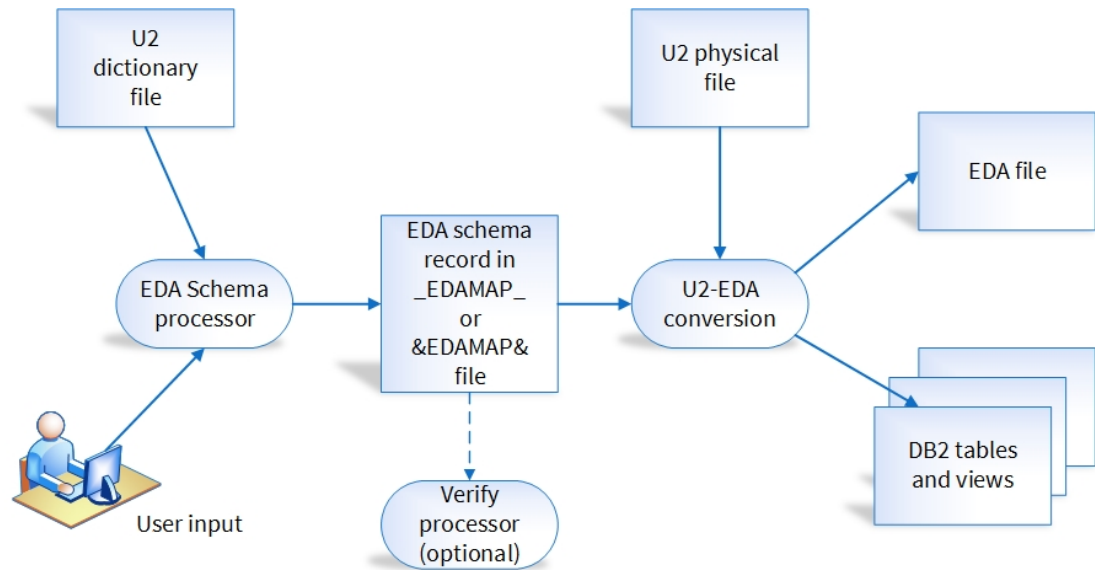 U2
dictionary
file
U2 physical
file
EDA file
EDA Schema
processor
EDA schema
record in
_EDAMAP_
or
&EDAMAP&
file
U2-EDA
conversion
DB2 tables
and views
User input
Verify
processor
(optional)